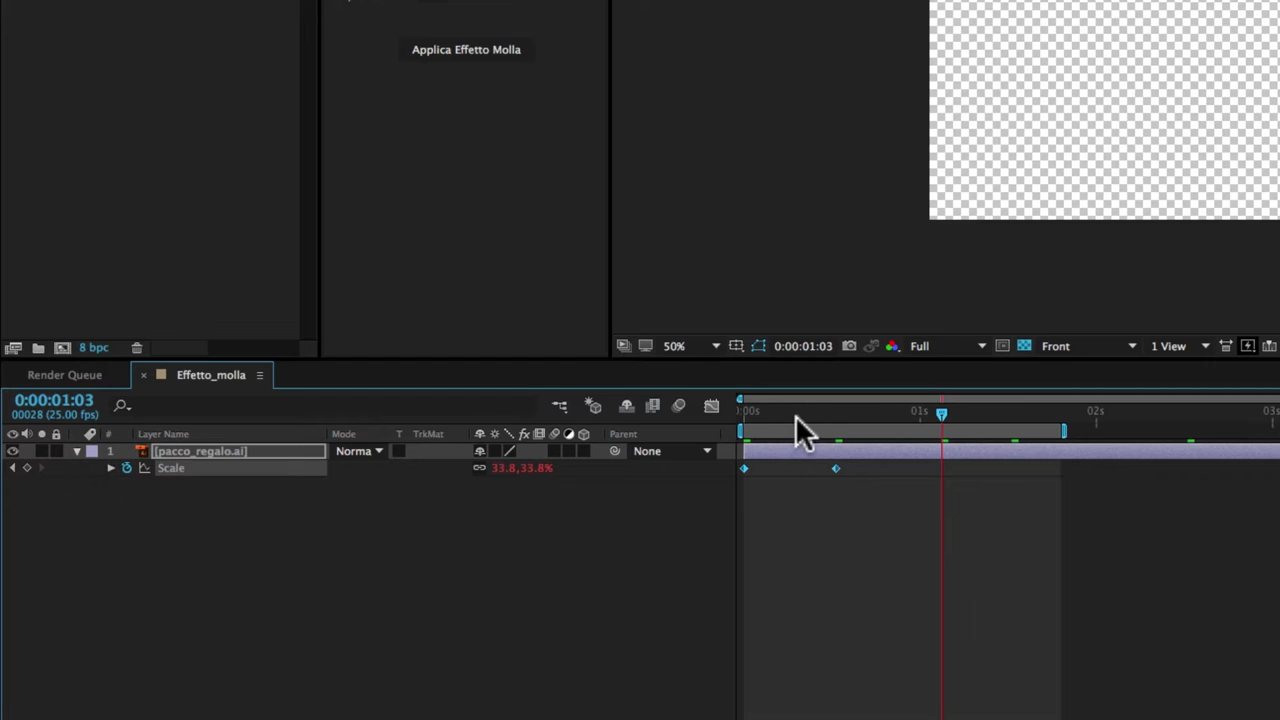 Applica Effetto Molla
8 bpc
50%
0:00:01:03
Full
Front
1 View
Render Queue
× Effetto_molla
0:00:01:03
00028 (25.00 fps)
:00s
01s
02s
03s
# Layer Name
Mode
T TrkMat
Parent
1 [pacco_regalo.ai]
Norma
None
Scale
33.8,33.8%